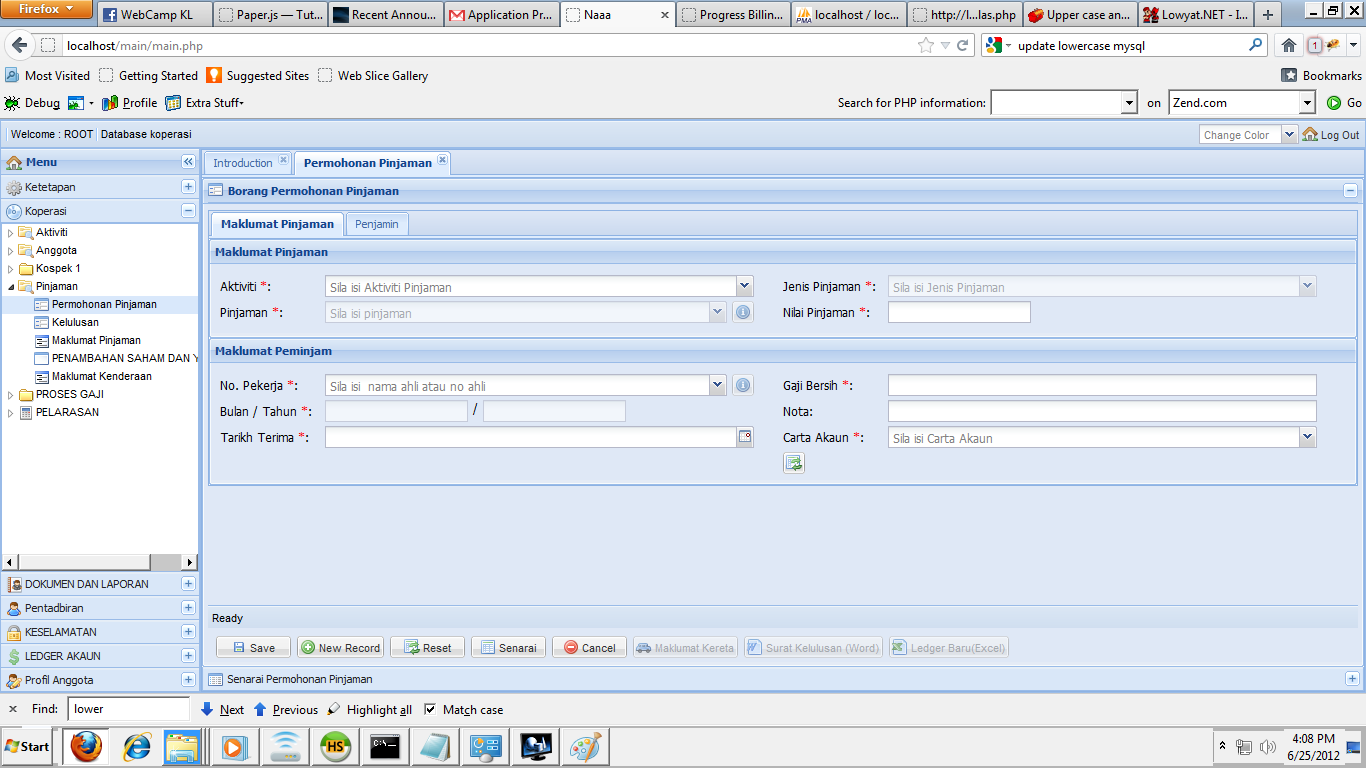 Firefox
WebCamp KL
Paper.js — Tut...
Recent Annou...
Application Pr...
Naaa
Progress Billin...
localhost / loc...
http://l...las.php
Upper case an...
Lowyat.NET - I...
localhost/main/main.php
update lowercase mysql
1
Most Visited Getting Started Suggested Sites Web Slice Gallery Bookmarks
Debug Profile Extra Stuff Search for PHP information: on Zend.com Go
Welcome : ROOT Database koperasi Change Color Log Out
Menu
Introduction Permohonan Pinjaman
Ketetapan
Koperasi
Aktiviti
Anggota
Kospek 1
Pinjaman
Permohonan Pinjaman
Kelulusan
Maklumat Pinjaman
PENAMBAHAN SAHAM DAN Y
Maklumat Kenderaan
PROSES GAJI
PELARASAN
DOKUMEN DAN LAPORAN
Pentadbiran
KESELAMATAN
LEDGER AKAUN
Profil Anggota
Borang Permohonan Pinjaman
Maklumat Pinjaman Penjamin
Maklumat Pinjaman
Aktiviti *: Sila isi Aktiviti Pinjaman Jenis Pinjaman *: Sila isi Jenis Pinjaman
Pinjaman *: Sila isi pinjaman Nilai Pinjaman *:
Maklumat Peminjam
No. Pekerja *: Sila isi nama ahli atau no ahli Gaji Bersih *:
Bulan / Tahun *: / Nota:
Tarikh Terima *: Carta Akaun *: Sila isi Carta Akaun
Ready
Save New Record Reset Senarai Cancel Maklumat Kereta Surat Kelulusan (Word) Ledger Baru(Excel)
Senarai Permohonan Pinjaman
Find: lower Next Previous Highlight all Match case
Start HS 4:08 PM
6/25/2012